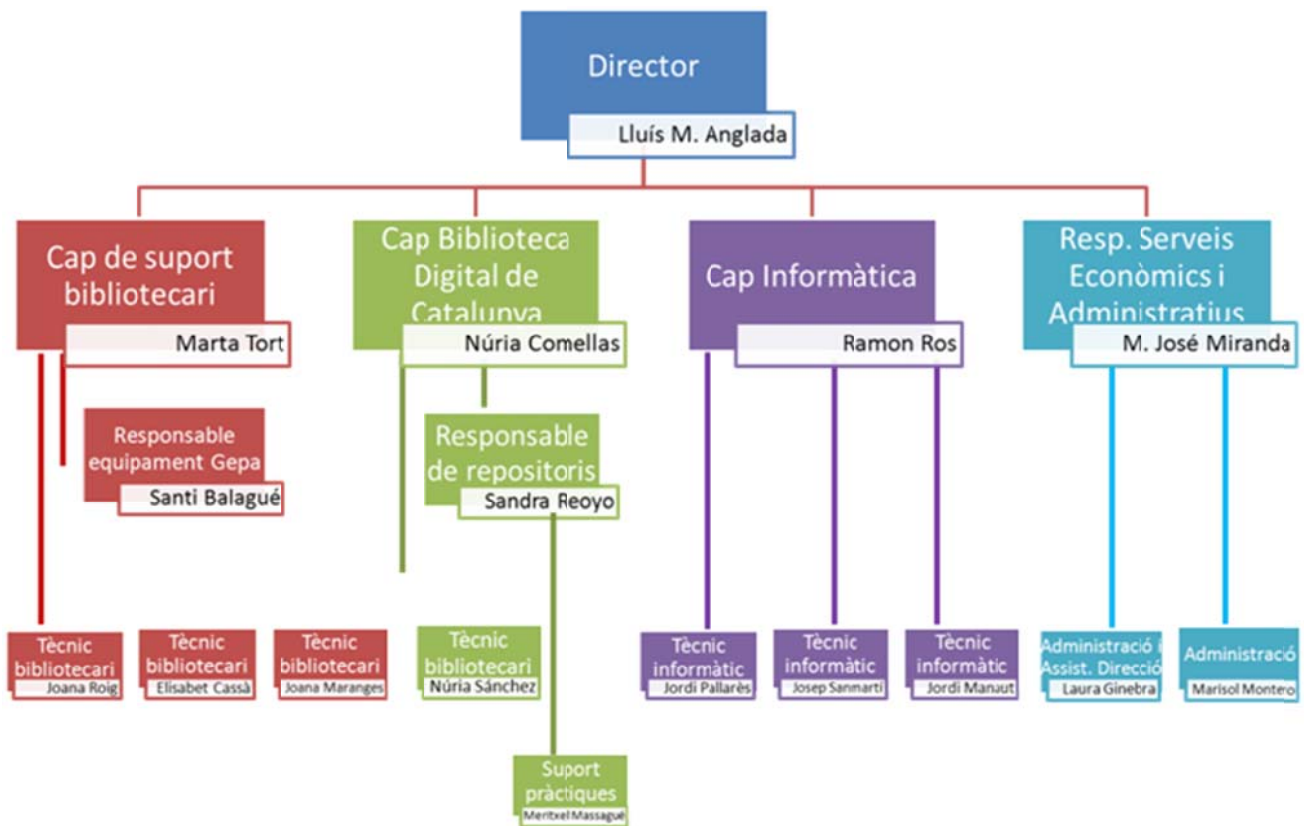 Director
Lluís M. Anglada
Cap de suport
bibliotecari
Marta Tort
Cap Biblioteca
Digital de
Catalunya
Núria Comellas
Cap Informàtica
Ramon Ros
Resp. Serveis
Econòmics i
Administratius
M. José Miranda
Responsable
equipament Gepa
Santi Balagué
Responsable
de repositoris
Sandra Reoyo
Tècnic
bibliotecari
Joana Roig
Tècnic
bibliotecari
Elisabet Cassà
Tècnic
bibliotecari
Joana Maranges
Tècnic
bibliotecari
Núria Sánchez
Tècnic
informàtic
Jordi Pallarès
Tècnic
informàtic
Josep Sanmartí
Tècnic
informàtic
Jordi Manaut
Administració i
Assist. Direcció
Laura Ginebra
Administració
Marisol Montero
Suport
pràctiques
Meritxel Massagué